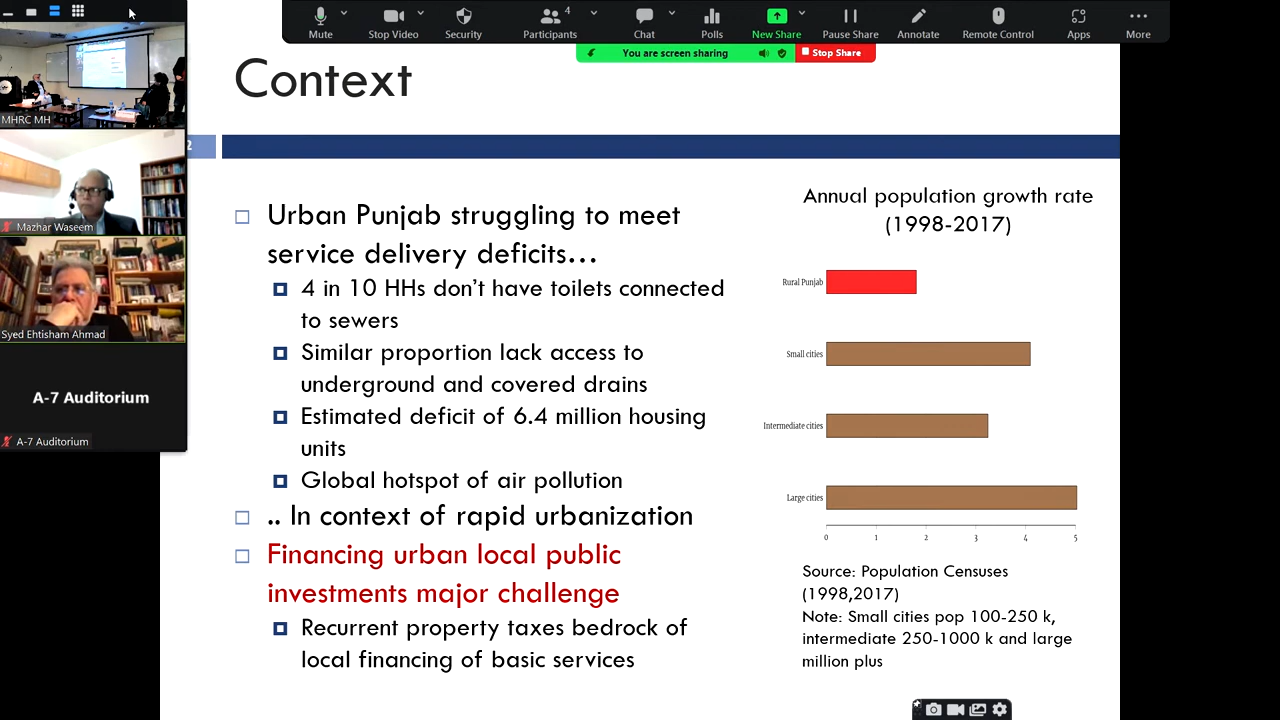 Mute
Stop Video
Security
4
Participants
Chat
Polls
New Share
Pause Share
Annotate
Remote Control
Apps
More
You are screen sharing
Stop Share
MHRC MH
Mazhar Waseem
Syed Ehtisham Ahmad
A-7 Auditorium
A-7 Auditorium
Context
2
Urban Punjab struggling to meet
service delivery deficits…
4 in 10 HHs don’t have toilets connected
to sewers
Similar proportion lack access to
underground and covered drains
Estimated deficit of 6.4 million housing
units
Global hotspot of air pollution
.. In context of rapid urbanization
Financing urban local public
investments major challenge
Recurrent property taxes bedrock of
local financing of basic services
Annual population growth rate
(1998-2017)
Rural Punjab
Small cities
Intermediate cities
Large cities
0 1 2 3 4 5
Source: Population Censuses
(1998,2017)
Note: Small cities pop 100-250 k,
intermediate 250-1000 k and large
million plus